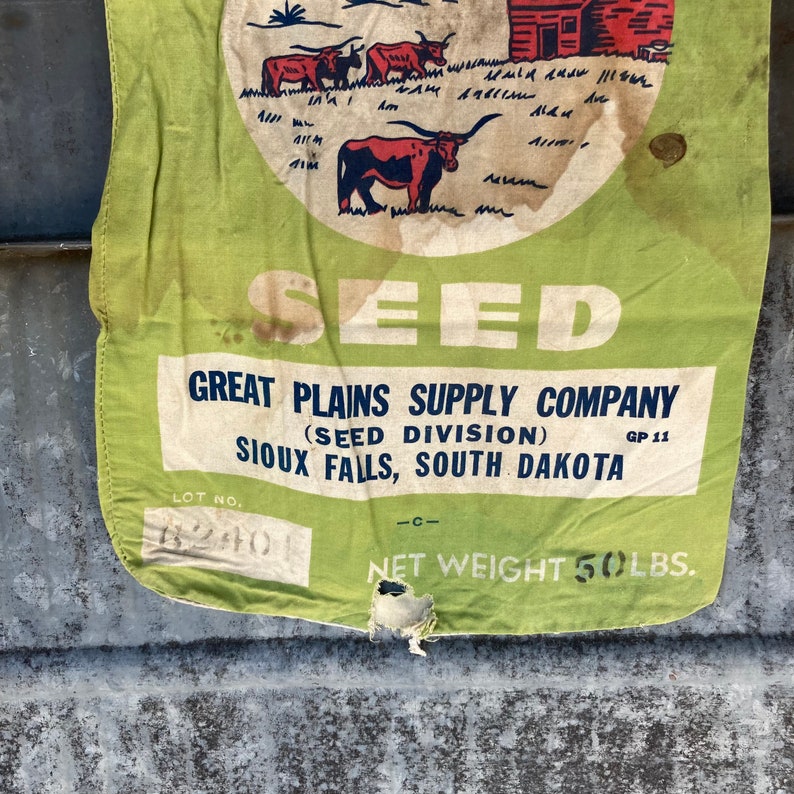 SEED
GREAT PLAINS SUPPLY COMPANY
(SEED DIVISION) GP 11
SIOUX FALLS, SOUTH DAKOTA
LOT NO.
-C-
NET WEIGHT 50 LBS.